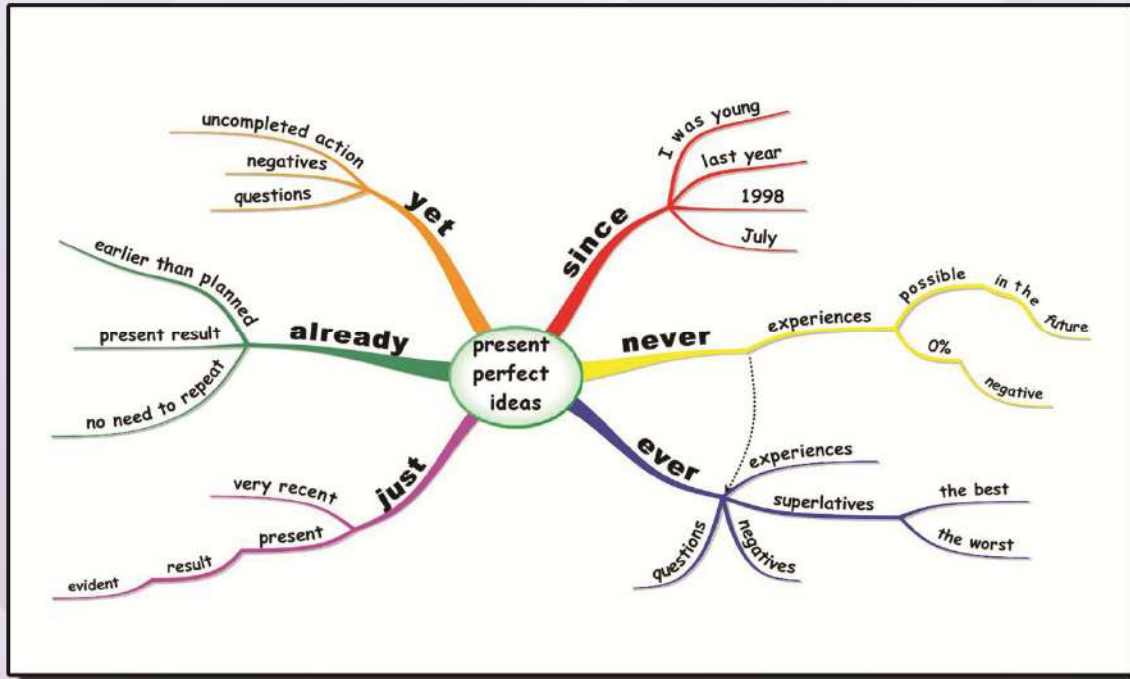 present
perfect
ideas
yet
uncompleted action
negatives
questions
since
I was young
last year
1998
July
already
earlier than planned
present result
no need to repeat
never
experiences
possible
in the
future
0%
negative
just
very recent
present
result
evident
ever
experiences
superlatives
the best
the worst
negatives
questions